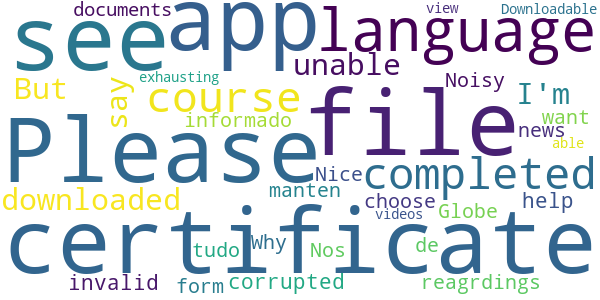 documents app view Downloadable
see language
exhausting unable
But say course Noisy I'm
informado file want
Please news
able
Nice completed
downloaded manten choose help
videos Globe
certificate
tudo Why Nos de
invalid form corrupted reagrdings